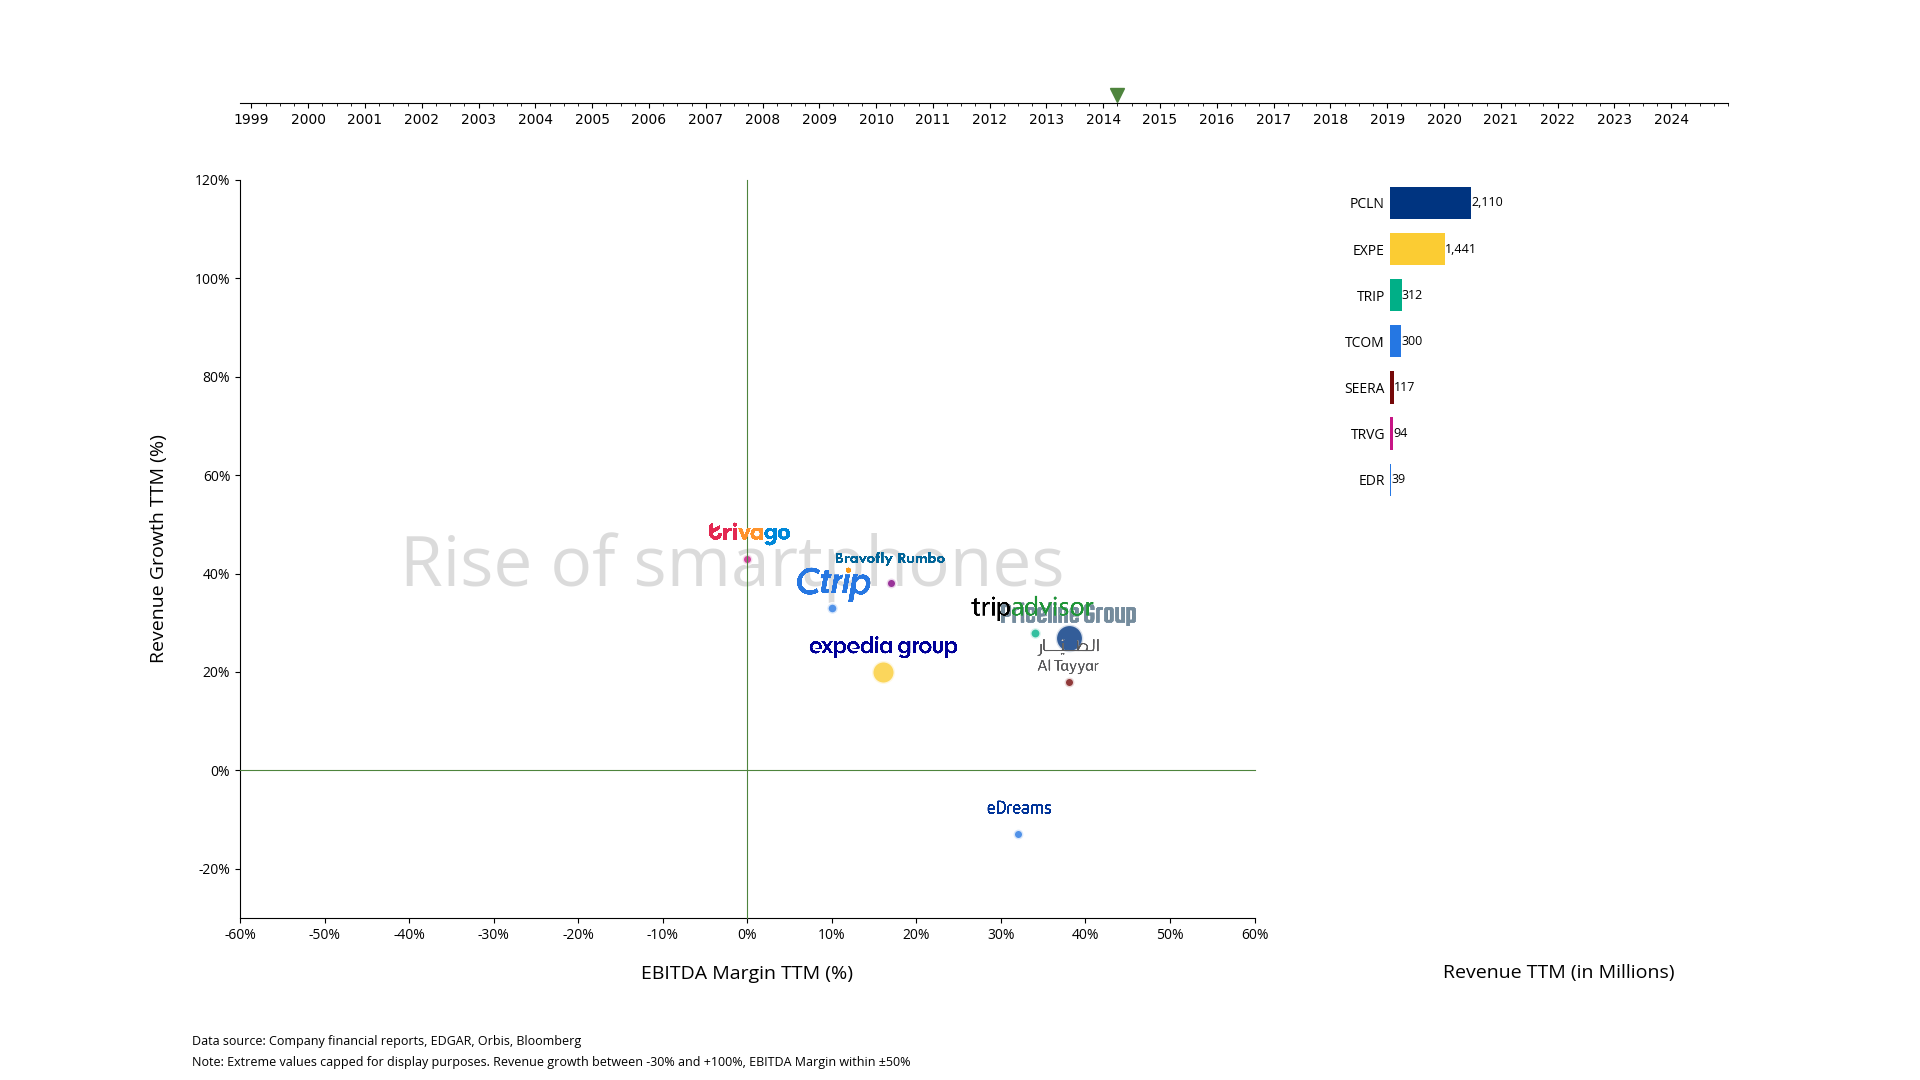 1999 2000 2001 2002 2003 2004 2005 2006 2007 2008 2009 2010 2011 2012 2013 2014 2015 2016 2017 2018 2019 2020 2021 2022 2023 2024
120%
100%
80%
60%
40%
20%
0%
-20%
Revenue Growth TTM (%)
Rise of smartphones
trivago
Bravofly Rumbo
Ctrip
tripadvisor
Priceline Group
expedia group
الطيار
Al Tayyar
eDreams
-60% -50% -40% -30% -20% -10% 0% 10% 20% 30% 40% 50% 60%
EBITDA Margin TTM (%)
PCLN 2,110
EXPE 1,441
TRIP 312
TCOM 300
SEERA 117
TRVG 94
EDR 39
Revenue TTM (in Millions)
Data source: Company financial reports, EDGAR, Orbis, Bloomberg
Note: Extreme values capped for display purposes. Revenue growth between -30% and +100%, EBITDA Margin within ±50%